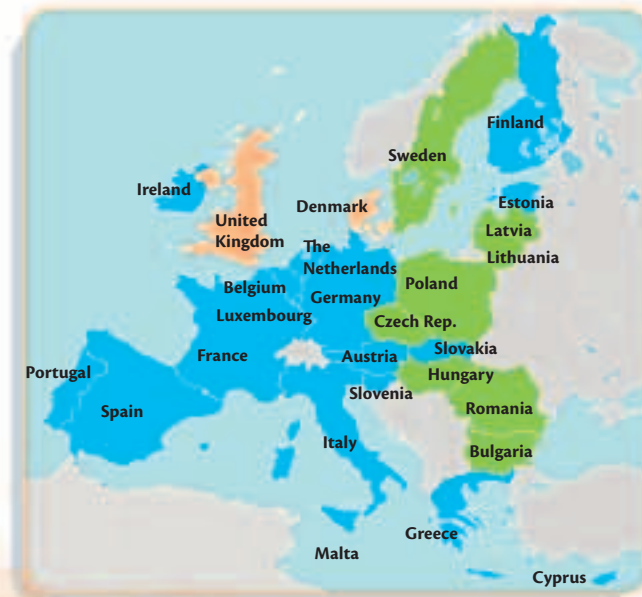 Finland
Sweden
Ireland
Estonia
Denmark
United
Kingdom
Latvia
The
Netherlands
Lithuania
Poland
Belgium
Germany
Luxembourg
Czech Rep.
France
Austria
Slovakia
Portugal
Hungary
Slovenia
Spain
Romania
Italy
Bulgaria
Greece
Malta
Cyprus